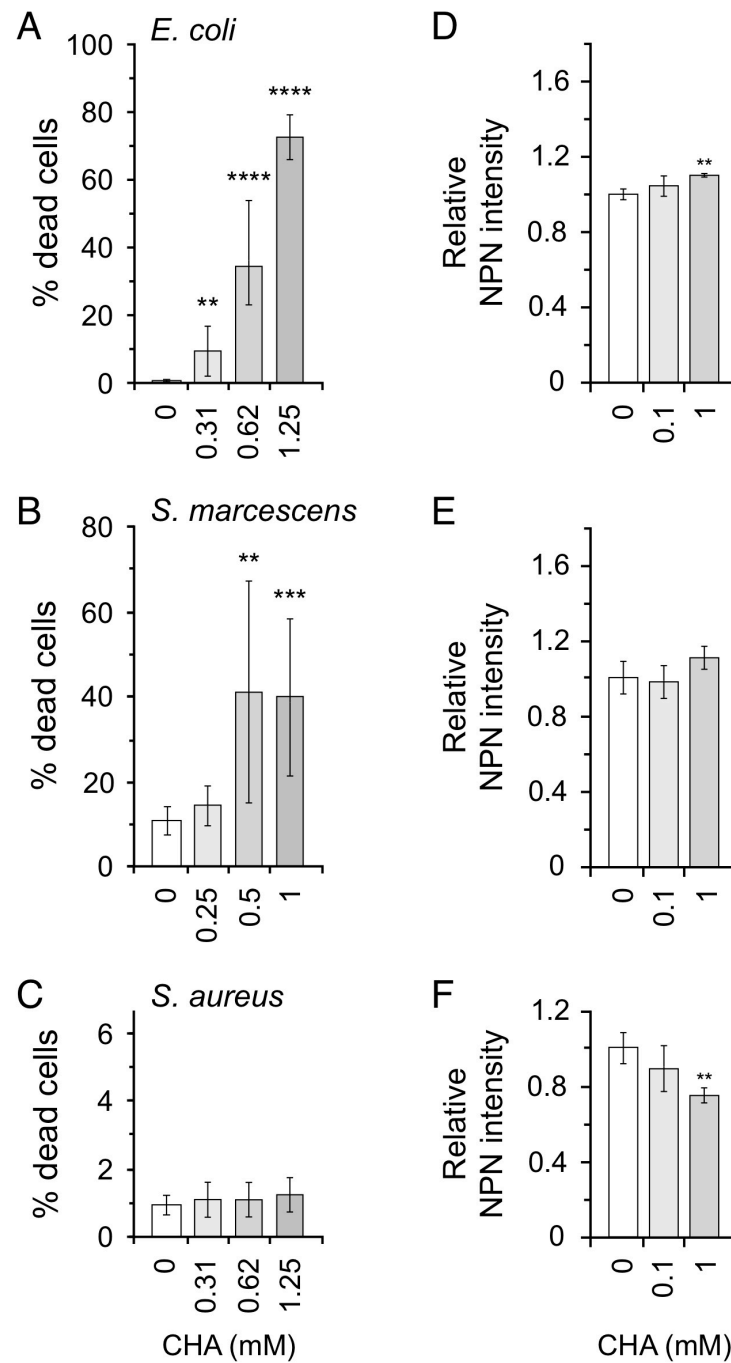 A E. coli
% dead cells
100
80
60
40
20
0
**
****
****
0 0.31 0.62 1.25
D
Relative
NPN intensity
1.6
1.2
0.8
0.4
0
**
0 0.1 1
B S. marcescens
% dead cells
80
60
40
20
0
**
***
0 0.25 0.5 1
E
Relative
NPN intensity
1.6
1.2
0.8
0.4
0
0 0.1 1
C S. aureus
% dead cells
6
4
2
0
0 0.31 0.62 1.25
CHA (mM)
F
Relative
NPN intensity
1.2
0.8
0.4
0
**
0 0.1 1
CHA (mM)